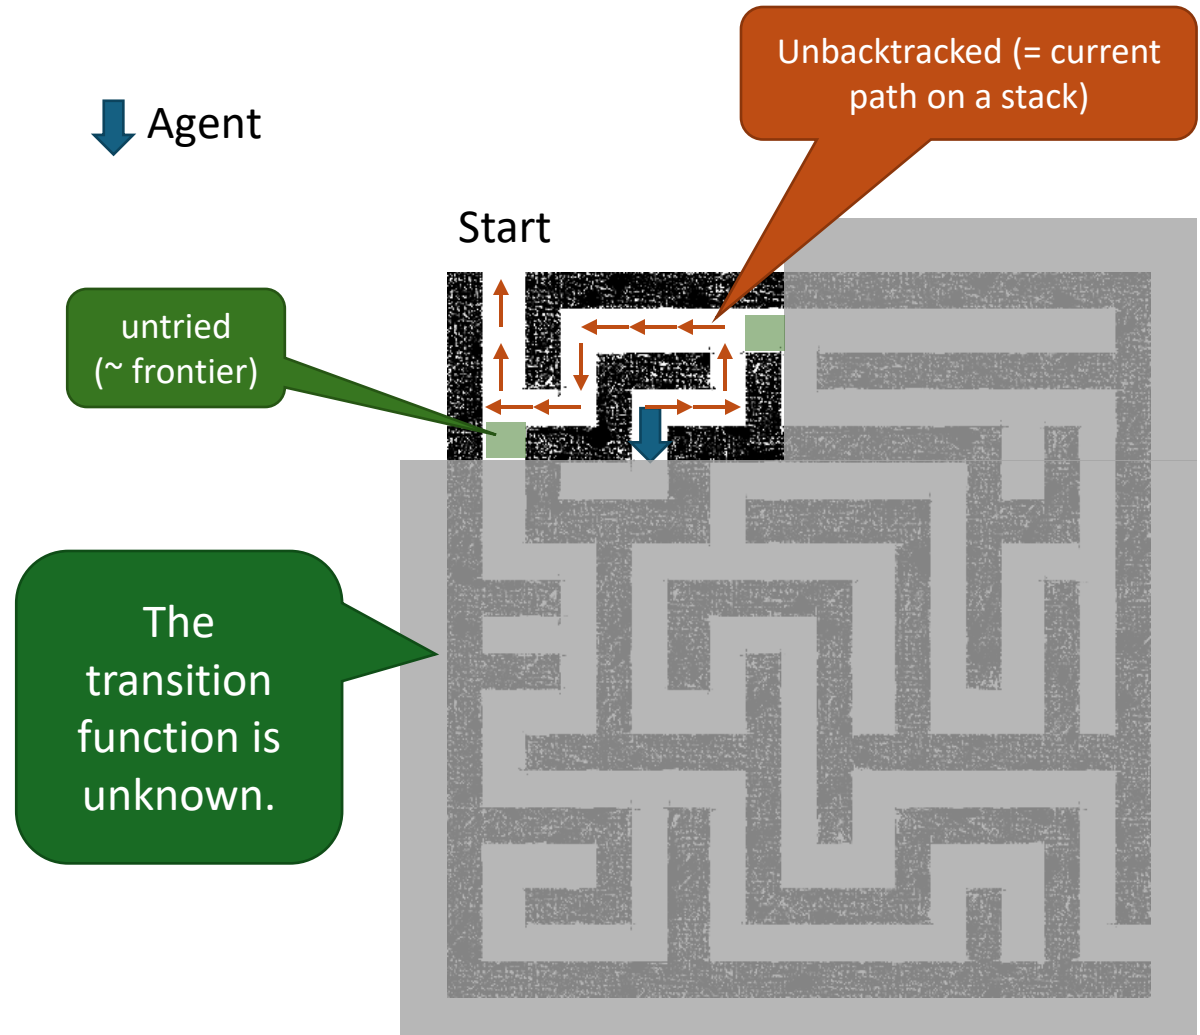 Unbacktracked (= current
path on a stack)
Agent
Start
untried
(~ frontier)
The
transition
function is
unknown.